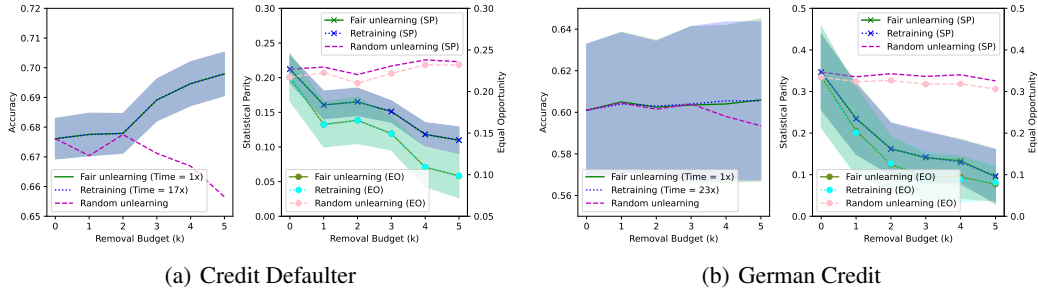 0.72
0.71
0.70
0.69
0.68
0.67
0.66
0.65
Accuracy
Fair unlearning (Time = 1x)
Retraining (Time = 17x)
Random unlearning
0 1 2 3 4 5
Removal Budget (k)
0.30
0.25
0.20
0.15
0.10
0.05
0.00
Statistical Parity
Fair unlearning (SP)
Retraining (SP)
Random unlearning (SP)
Fair unlearning (EO)
Retraining (EO)
Random unlearning (EO)
0 1 2 3 4 5
Removal Budget (k)
0.30
0.25
0.20
0.15
0.10
0.05
Equal Opportunity
(a) Credit Defaulter
0.64
0.62
0.60
0.58
0.56
Accuracy
Fair unlearning (Time = 1x)
Retraining (Time = 23x)
Random unlearning
0 1 2 3 4 5
Removal Budget (k)
0.5
0.4
0.3
0.2
0.1
0.0
Statistical Parity
Fair unlearning (SP)
Retraining (SP)
Random unlearning (SP)
Fair unlearning (EO)
Retraining (EO)
Random unlearning (EO)
0 1 2 3 4 5
Removal Budget (k)
0.5
0.4
0.3
0.2
0.1
0.0
Equal Opportunity
(b) German Credit